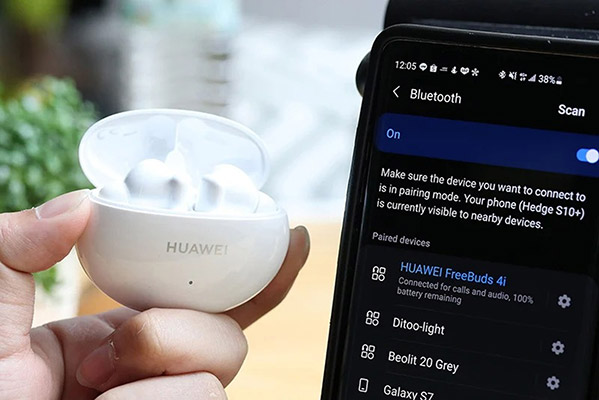 HUAWEI
12:05
38%
Bluetooth
Scan
On
Make sure the device you want to connect to
is in pairing mode. Your phone (Hedge S10+)
is currently visible to nearby devices.
Paired devices
HUAWEI FreeBuds 4i
Connected for calls and audio, 100%
battery remaining
Ditoo-light
Beolit 20 Grey
Galaxy S7